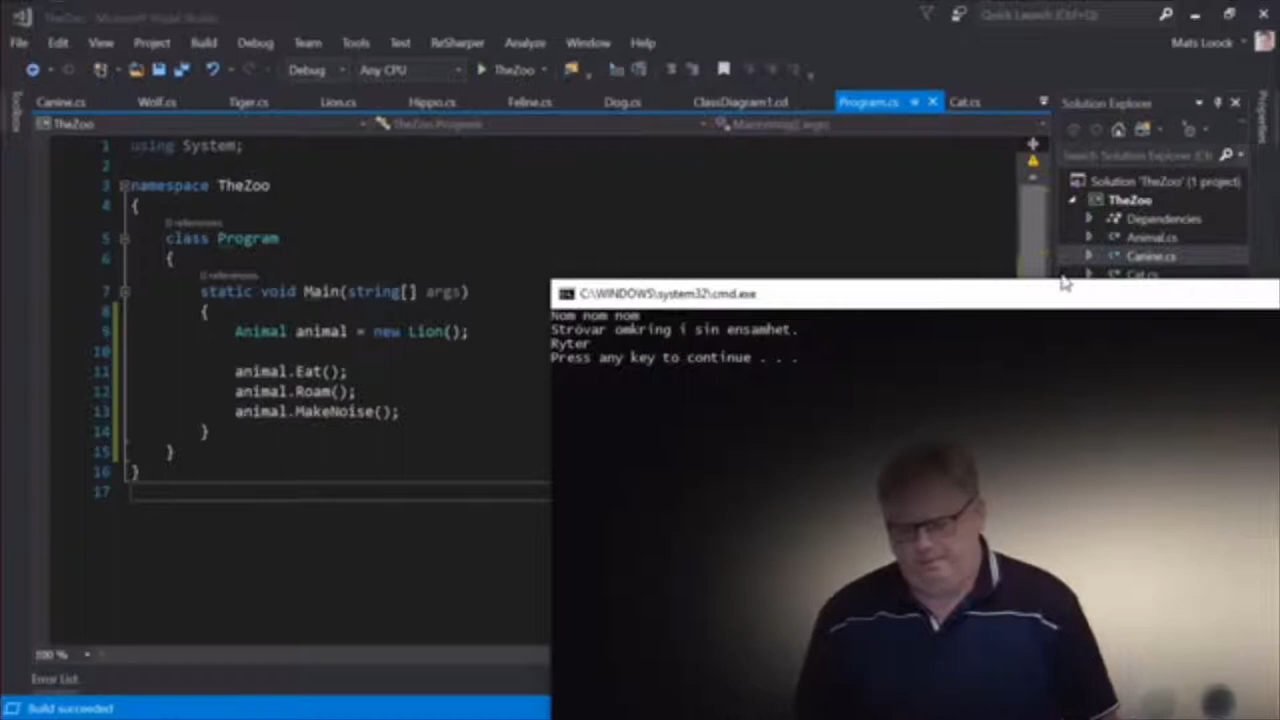 TheZoo - Microsoft Visual Studio
Quick Launch (Ctrl+Q)
File Edit View Project Build Debug Team Tools Test ReSharper Analyze Window Help
Mats Loock
Debug Any CPU TheZoo
Canine.cs Wolf.cs Tiger.cs Lion.cs Hippo.cs Feline.cs Dog.cs ClassDiagram1.cd Program.cs Cat.cs
Solution Explorer
Toolbox
Properties
TheZoo TheZoo.Program Main(string[] args)
Search Solution Explorer (Ctrl
Solution 'TheZoo' (1 project)
TheZoo
Dependencies
Animal.cs
Canine.cs
Cat.cs
1 using System;
2
3 namespace TheZoo
4 {
0 references
5 class Program
6 {
0 references
7 static void Main(string[] args)
8 {
9 Animal animal = new Lion();
10
11 animal.Eat();
12 animal.Roam();
13 animal.MakeNoise();
14 }
15 }
16 }
17
C:\WINDOWS\system32\cmd.exe
Nom nom nom
Strövar omkring i sin ensamhet.
Ryter
Press any key to continue . . .
100 %
Error List
Build succeeded